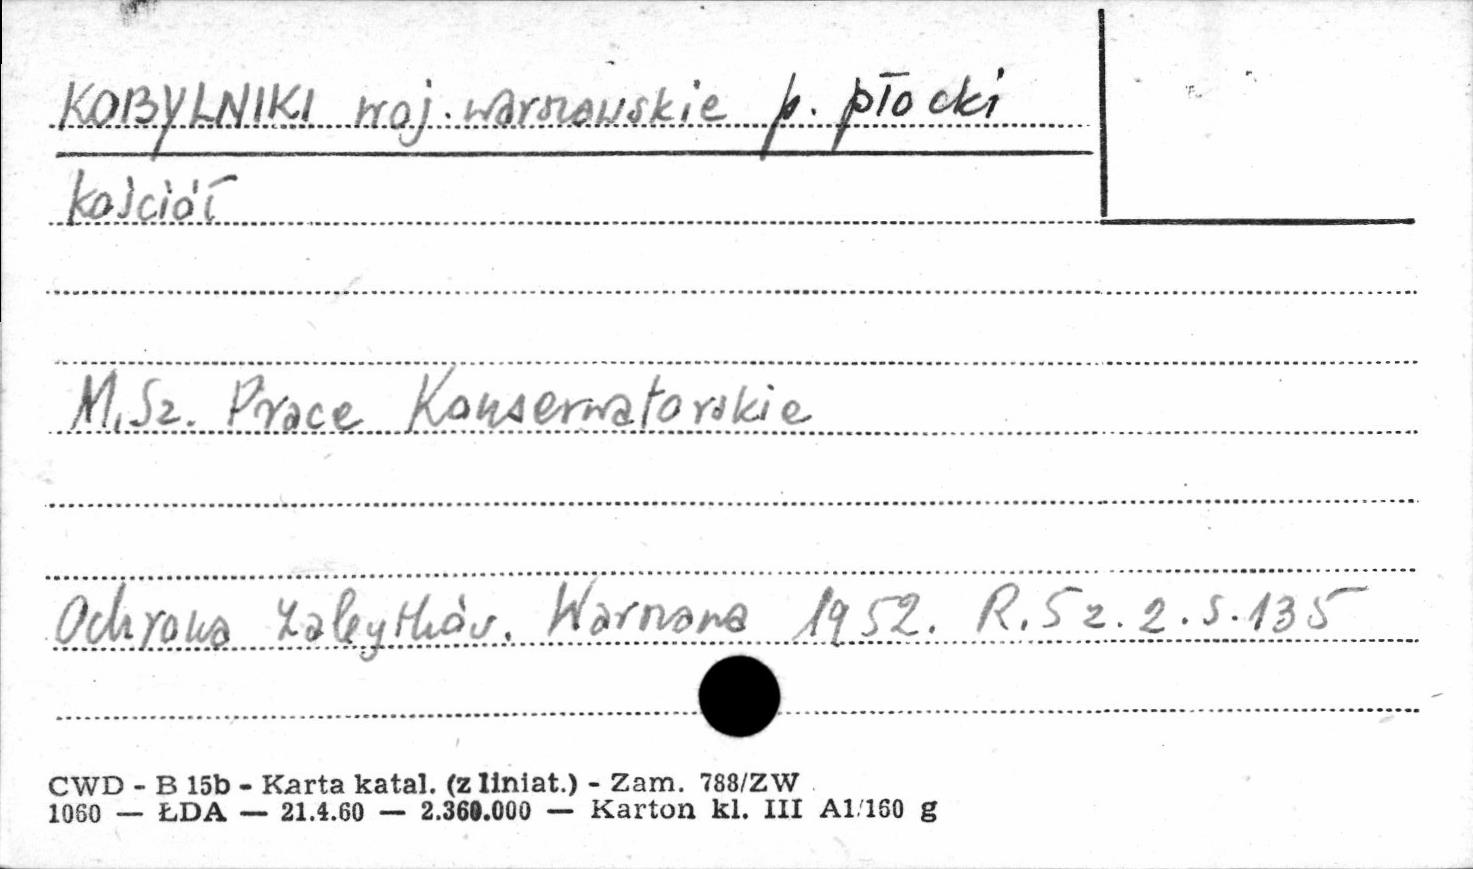 KOBYLNIKI woj. warszawskie p. płocki
kościół
M.Sz. Prace Konserwatorskie
Ochrona Zabytków. Warszawa 1952. R.5 z.2.s.135
CWD - B 15b - Karta katal. (z liniat.) - Zam. 788/ZW
1060 — ŁDA — 21.4.60 — 2.360.000 — Karton kl. III A1/160 g